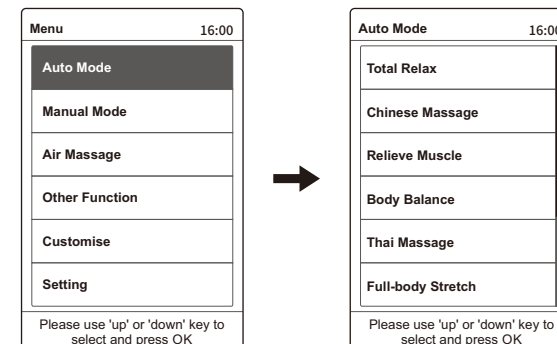 Menu 16:00
Auto Mode
Manual Mode
Air Massage
Other Function
Customise
Setting
Please use 'up' or 'down' key to
select and press OK
Auto Mode 16:00
Total Relax
Chinese Massage
Relieve Muscle
Body Balance
Thai Massage
Full-body Stretch
Please use 'up' or 'down' key to
select and press OK